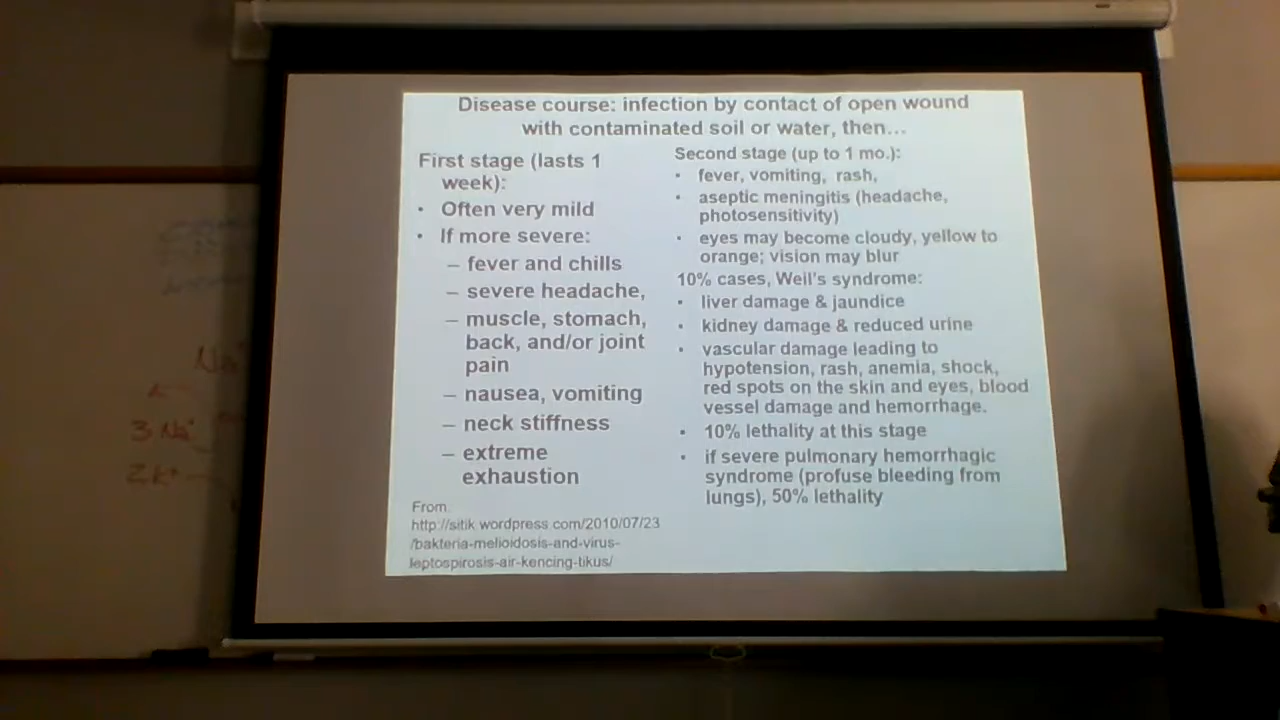 Disease course: infection by contact of open wound
with contaminated soil or water, then...
First stage (lasts 1
week):
• Often very mild
• If more severe:
– fever and chills
– severe headache,
– muscle, stomach,
back, and/or joint
pain
– nausea, vomiting
– neck stiffness
– extreme
exhaustion
From
http://sitik.wordpress.com/2010/07/23
/bakteria-melioidosis-and-virus-
leptospirosis-air-kencing-tikus/
Second stage (up to 1 mo.):
• fever, vomiting, rash,
• aseptic meningitis (headache,
photosensitivity)
• eyes may become cloudy, yellow to
orange; vision may blur
10% cases, Weil's syndrome:
• liver damage & jaundice
• kidney damage & reduced urine
• vascular damage leading to
hypotension, rash, anemia, shock,
red spots on the skin and eyes, blood
vessel damage and hemorrhage.
• 10% lethality at this stage
• if severe pulmonary hemorrhagic
syndrome (profuse bleeding from
lungs), 50% lethality
Na⁺
3 Na⁺
2K⁺